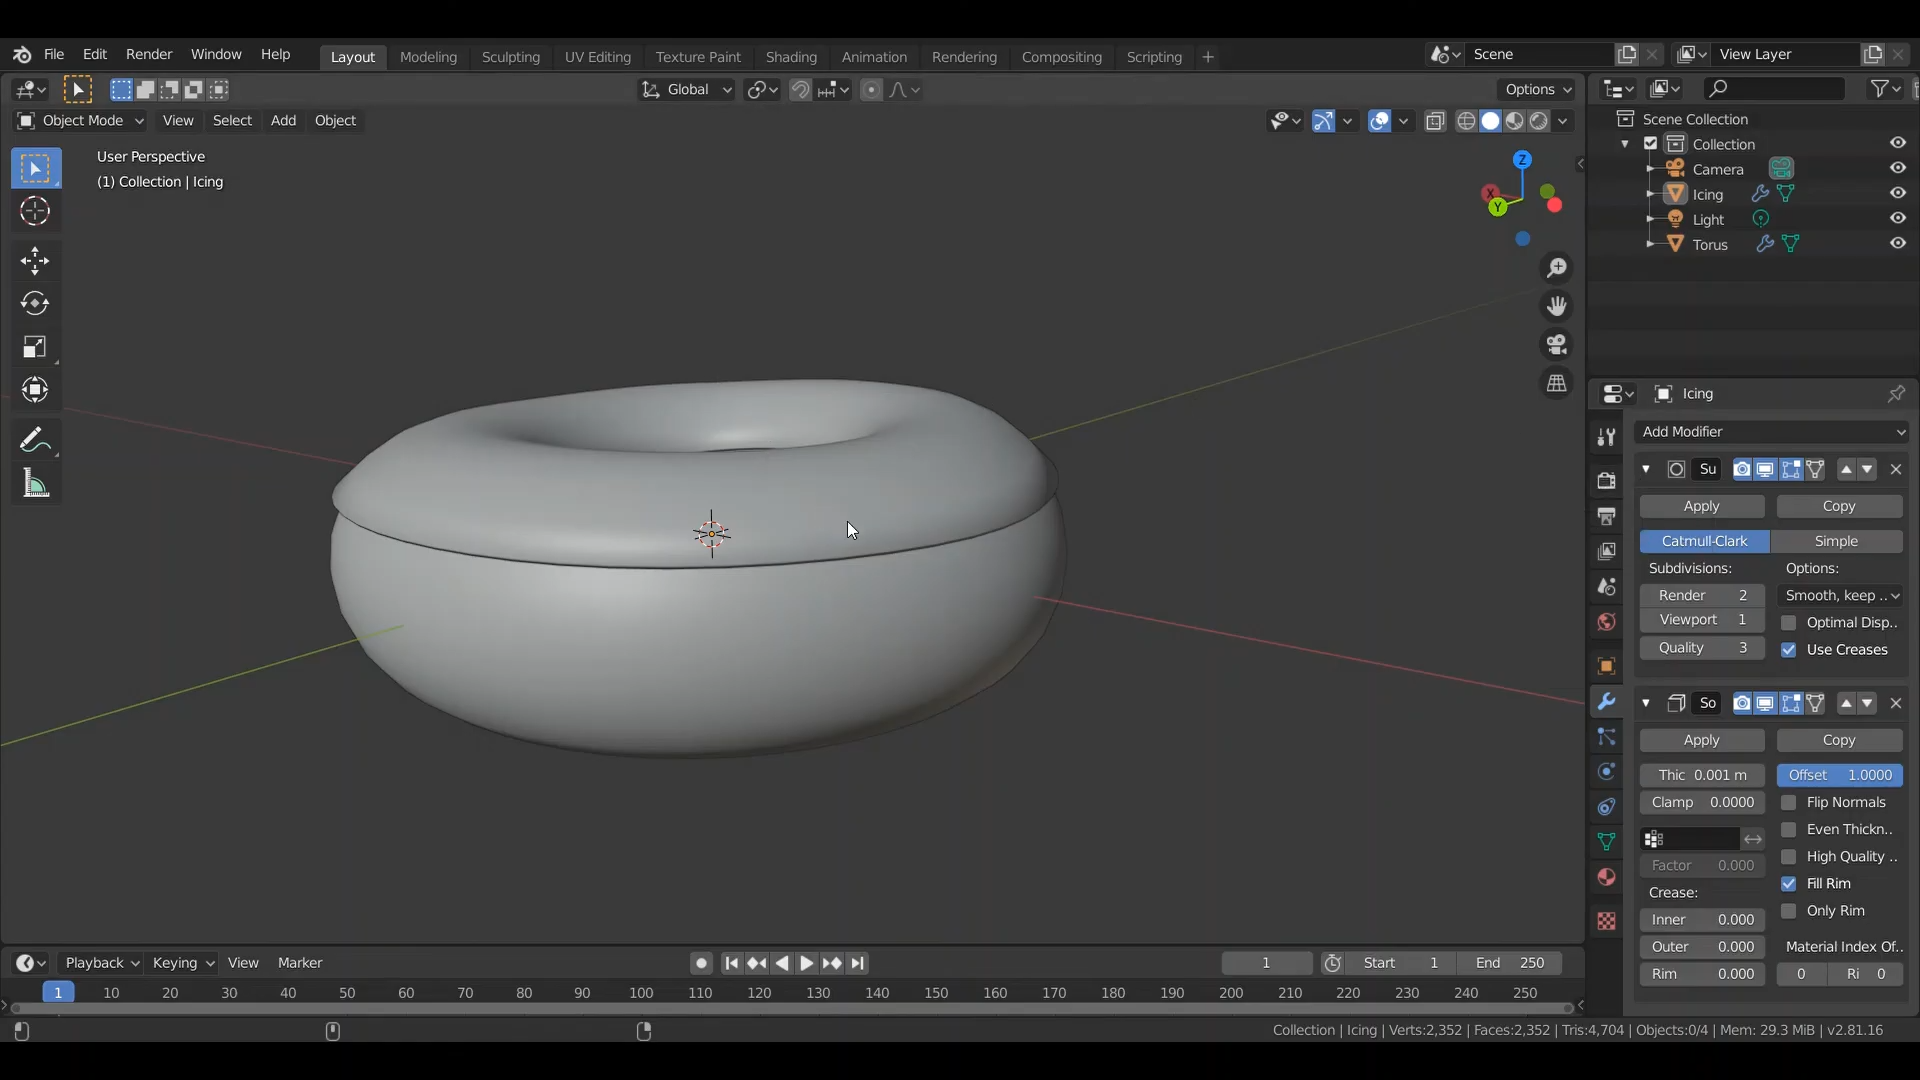 File Edit Render Window Help Layout Modeling Sculpting UV Editing Texture Paint Shading Animation Rendering Compositing Scripting + Scene View Layer
Global Options
Object Mode View Select Add Object
User Perspective
(1) Collection | Icing
Z
X
Y
Scene Collection
Collection
Camera
Icing
Light
Torus
Icing
Add Modifier
Su
Apply Copy
Catmull-Clark Simple
Subdivisions: Options:
Render 2 Smooth, keep ..
Viewport 1 Optimal Disp..
Quality 3 Use Creases
So
Apply Copy
Thic 0.001 m Offset 1.0000
Clamp 0.0000 Flip Normals
Even Thickn..
High Quality ..
Factor 0.000
Fill Rim
Crease:
Only Rim
Inner 0.000
Outer 0.000 Material Index Of..
Rim 0.000 0 Ri 0
Playback Keying View Marker 1 Start 1 End 250
1 10 20 30 40 50 60 70 80 90 100 110 120 130 140 150 160 170 180 190 200 210 220 230 240 250
Collection | Icing | Verts:2,352 | Faces:2,352 | Tris:4,704 | Objects:0/4 | Mem: 29.3 MiB | v2.81.16